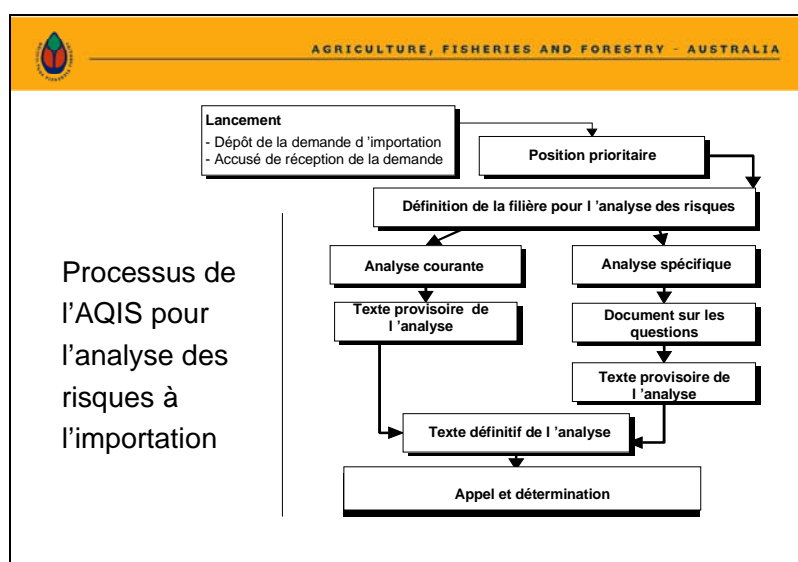 AGRICULTURE, FISHERIES AND FORESTRY - AUSTRALIA
Lancement
- Dépôt de la demande d ’importation
- Accusé de réception de la demande
Position prioritaire
Définition de la filière pour l ’analyse des risques
Analyse courante
Analyse spécifique
Texte provisoire de
l ’analyse
Document sur les
questions
Texte provisoire de
l ’analyse
Texte définitif de l ’analyse
Appel et détermination
Processus de
l’AQIS pour
l’analyse des
risques à
l’importation